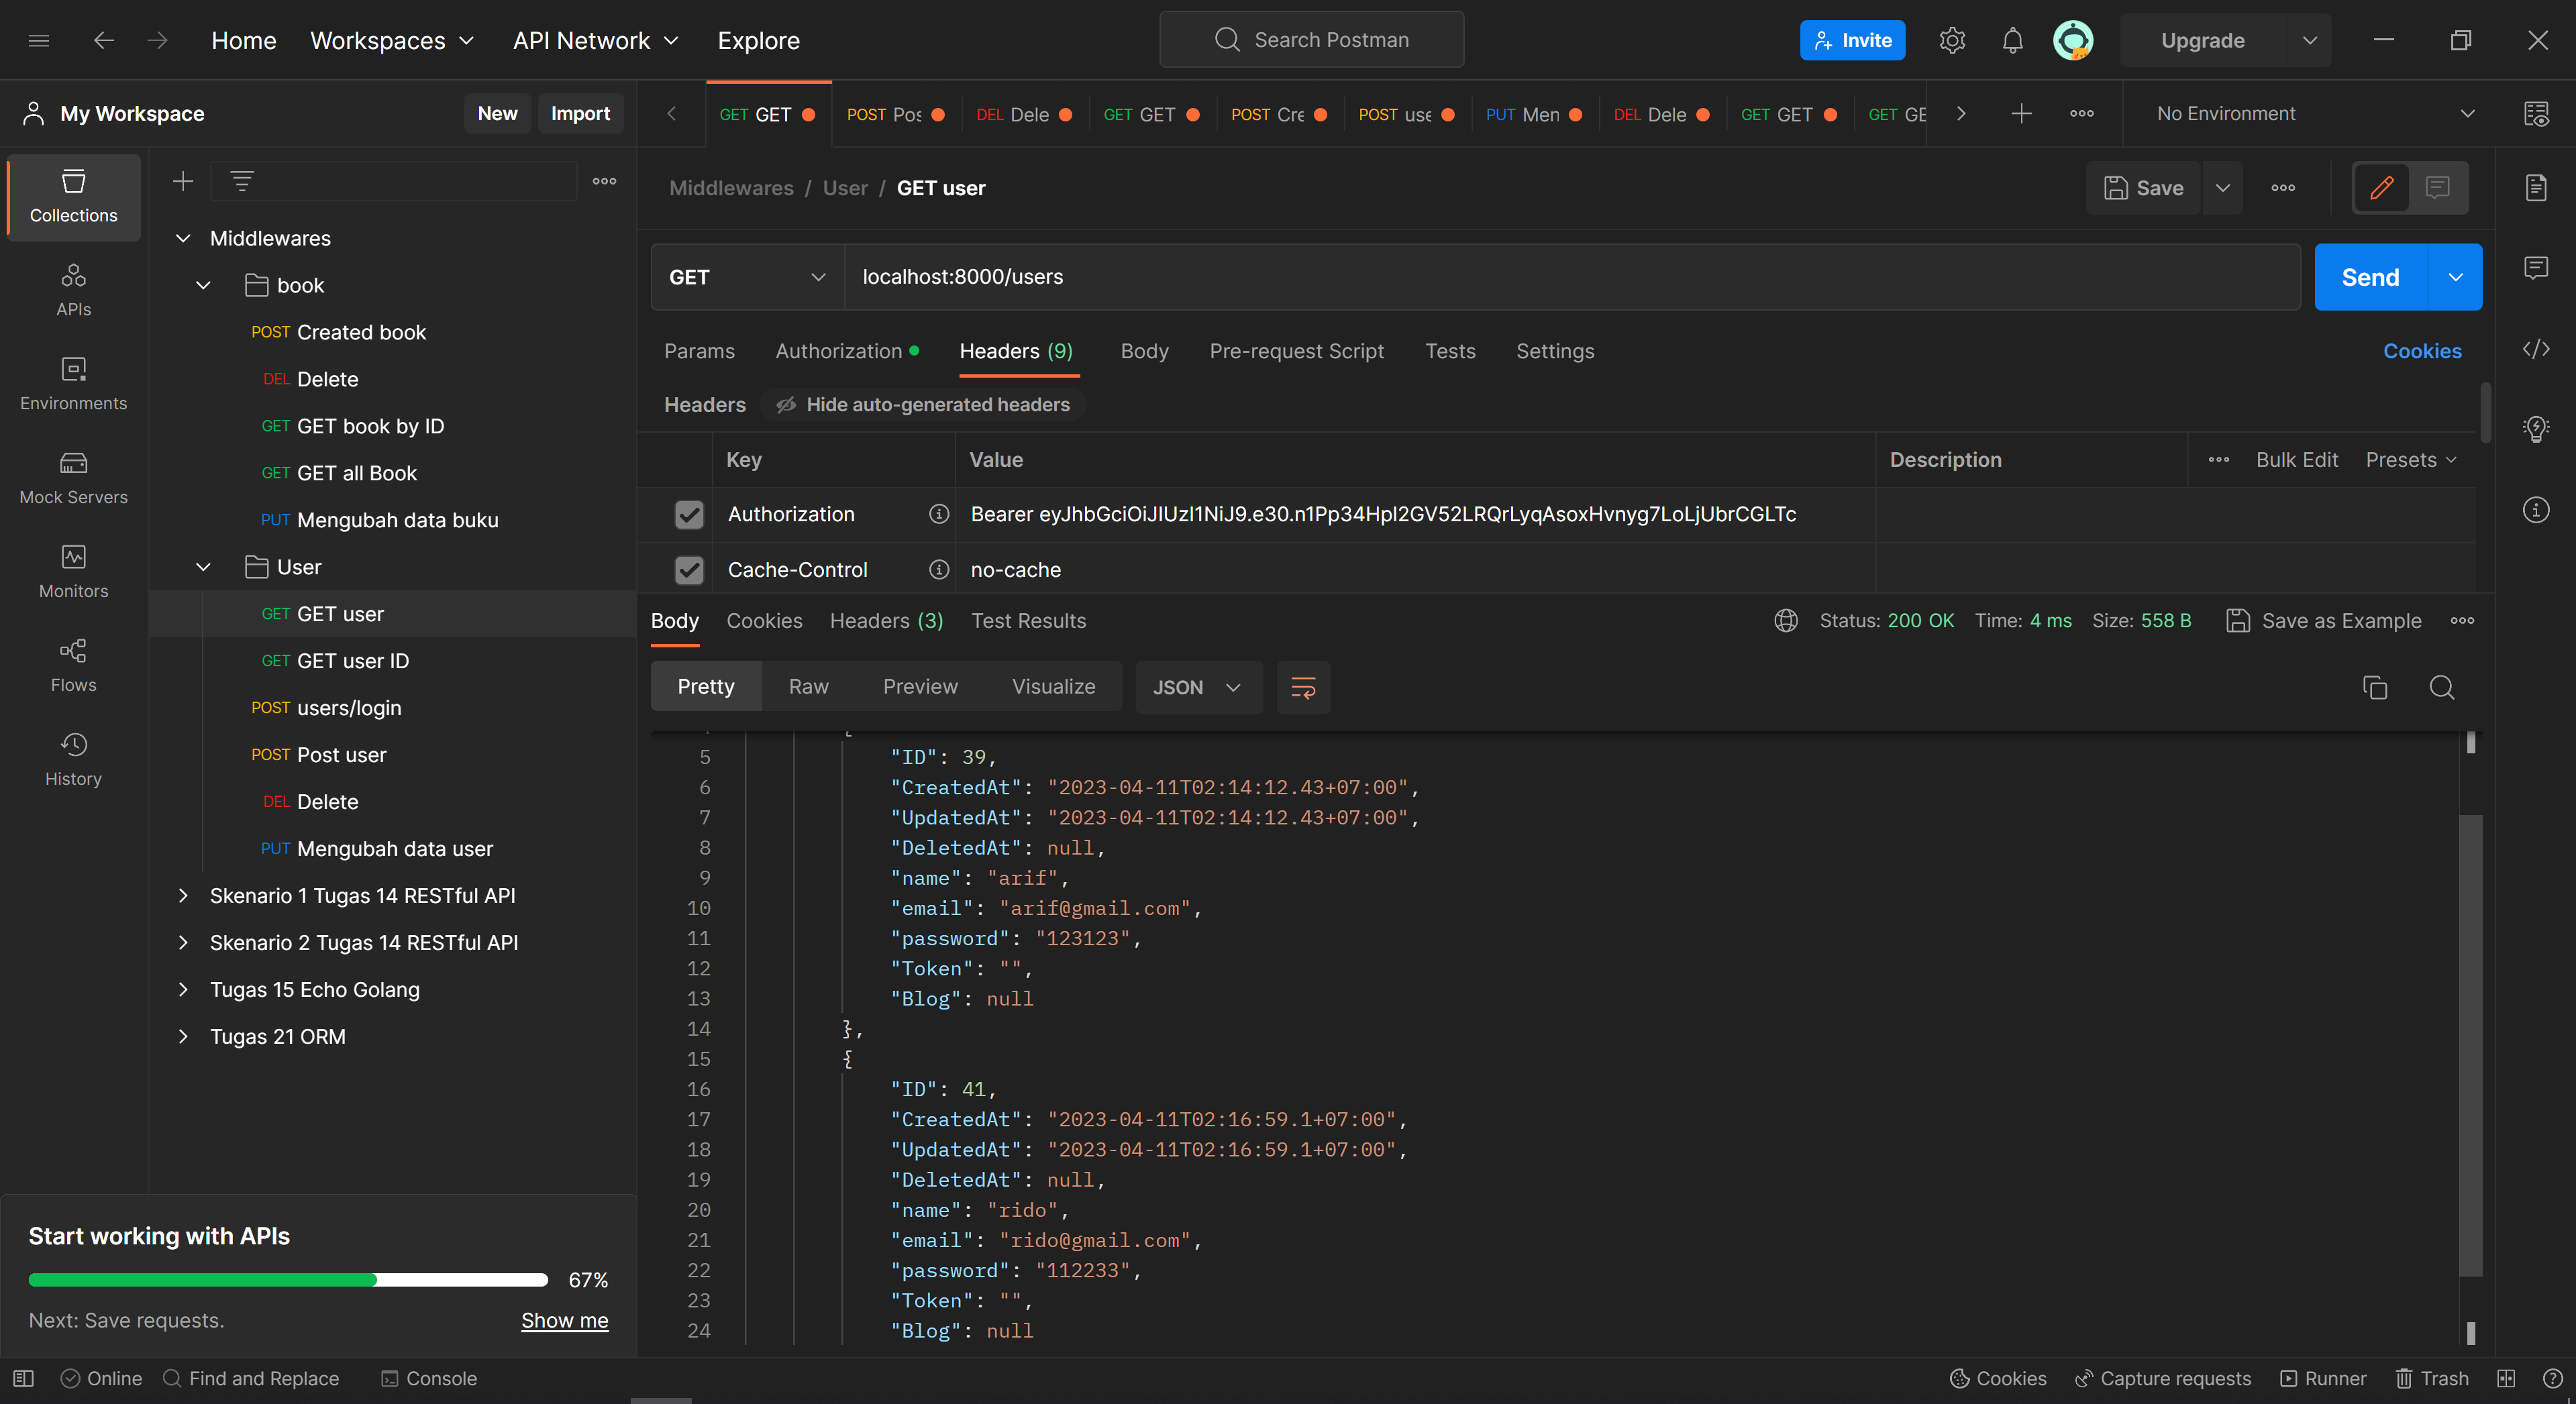 Home Workspaces API Network Explore Search Postman Invite Upgrade
My Workspace New Import
GET GET POST Pos DEL Dele GET GET POST Cre POST use PUT Men DEL Dele GET GET GET GE No Environment
Collections
APIs
Environments
Mock Servers
Monitors
Flows
History
Middlewares
book
POST Created book
DEL Delete
GET GET book by ID
GET GET all Book
PUT Mengubah data buku
User
GET GET user
GET GET user ID
POST users/login
POST Post user
DEL Delete
PUT Mengubah data user
Skenario 1 Tugas 14 RESTful API
Skenario 2 Tugas 14 RESTful API
Tugas 15 Echo Golang
Tugas 21 ORM
Start working with APIs
67%
Next: Save requests. Show me
Middlewares / User / GET user Save
GET localhost:8000/users Send
Params Authorization Headers (9) Body Pre-request Script Tests Settings Cookies
Headers Hide auto-generated headers
Key Value Description Bulk Edit Presets
Authorization Bearer eyJhbGciOiJIUzI1NiJ9.e30.n1Pp34HpI2GV52LRQrLyqAsoxHvnyg7LoLjUbrCGLTc
Cache-Control no-cache
Body Cookies Headers (3) Test Results Status: 200 OK Time: 4 ms Size: 558 B Save as Example
Pretty Raw Preview Visualize JSON
5 "ID": 39,
6 "CreatedAt": "2023-04-11T02:14:12.43+07:00",
7 "UpdatedAt": "2023-04-11T02:14:12.43+07:00",
8 "DeletedAt": null,
9 "name": "arif",
10 "email": "arif@gmail.com",
11 "password": "123123",
12 "Token": "",
13 "Blog": null
14 },
15 {
16 "ID": 41,
17 "CreatedAt": "2023-04-11T02:16:59.1+07:00",
18 "UpdatedAt": "2023-04-11T02:16:59.1+07:00",
19 "DeletedAt": null,
20 "name": "rido",
21 "email": "rido@gmail.com",
22 "password": "112233",
23 "Token": "",
24 "Blog": null
Online Find and Replace Console Cookies Capture requests Runner Trash